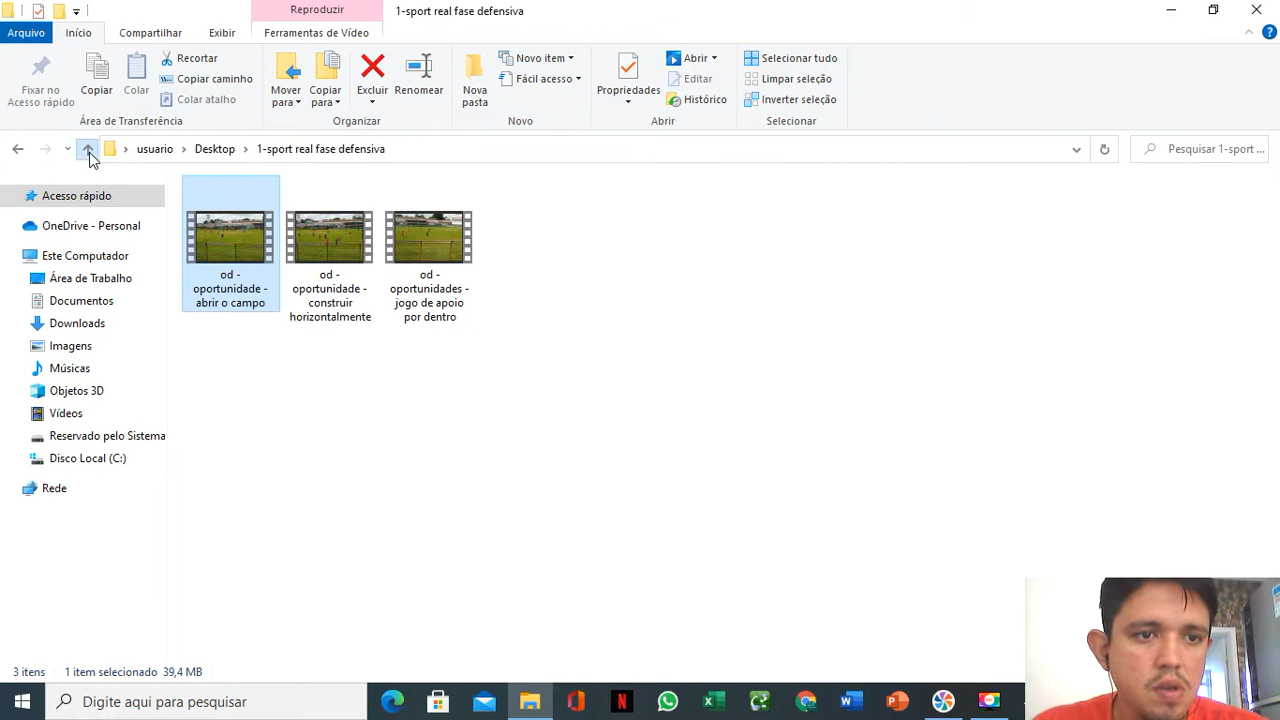 Reproduzir
1-sport real fase defensiva
Arquivo
Início
Compartilhar
Exibir
Ferramentas de Vídeo
Fixar no
Acesso rápido
Copiar
Colar
Recortar
Copiar caminho
Colar atalho
Área de Transferência
Mover
para
Copiar
para
Excluir
Renomear
Organizar
Nova
pasta
Novo item
Fácil acesso
Novo
Propriedades
Abrir
Editar
Histórico
Abrir
Selecionar tudo
Limpar seleção
Inverter seleção
Selecionar
usuario > Desktop > 1-sport real fase defensiva
Pesquisar 1-sport ...
Acesso rápido
OneDrive - Personal
Este Computador
Área de Trabalho
Documentos
Downloads
Imagens
Músicas
Objetos 3D
Vídeos
Reservado pelo Sistema
Disco Local (C:)
Rede
od -
oportunidade -
abrir o campo
od -
oportunidade -
construir
horizontalmente
od -
oportunidades -
jogo de apoio
por dentro
3 itens
1 item selecionado 39,4 MB
Digite aqui para pesquisar